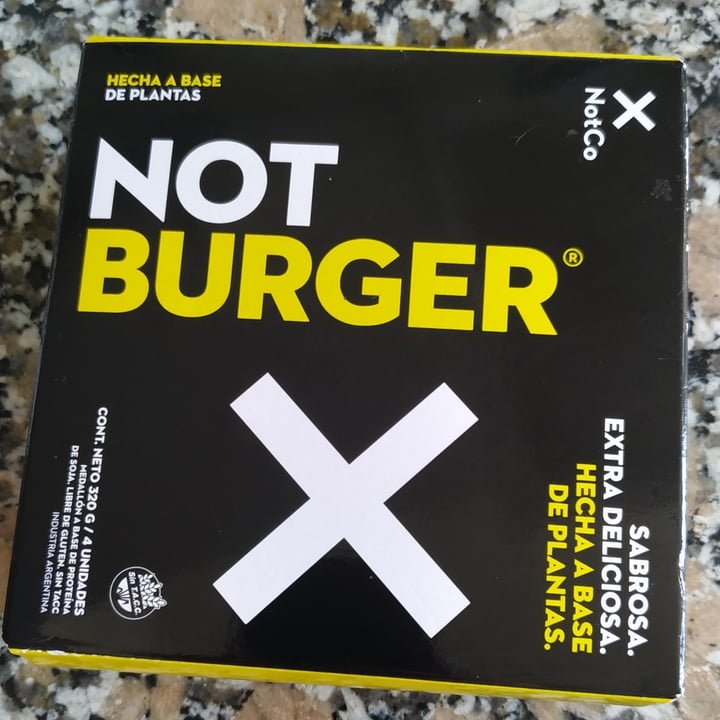 HECHA A BASE
DE PLANTAS
NotCo
NOT
BURGER®
SABROSA.
EXTRA DELICIOSA.
HECHA A BASE
DE PLANTAS.
CONT. NETO 320 G / 4 UNIDADES
MEDALLÓN A BASE DE PROTEÍNA
DE SOJA. LIBRE DE GLUTEN. SIN TACC
INDUSTRIA ARGENTINA
Sin T.A.C.C.